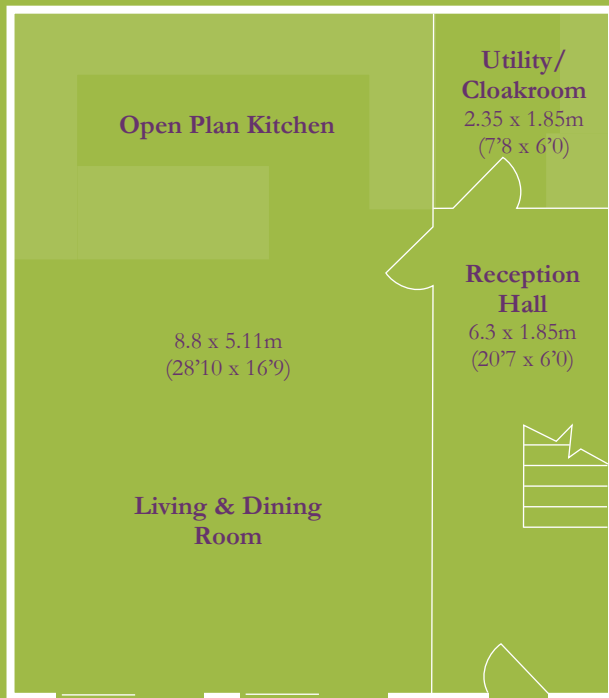 Open Plan Kitchen
8.8 x 5.11m
(28’10 x 16’9)
Living & Dining
Room
Utility/
Cloakroom
2.35 x 1.85m
(7’8 x 6’0)
Reception
Hall
6.3 x 1.85m
(20’7 x 6’0)